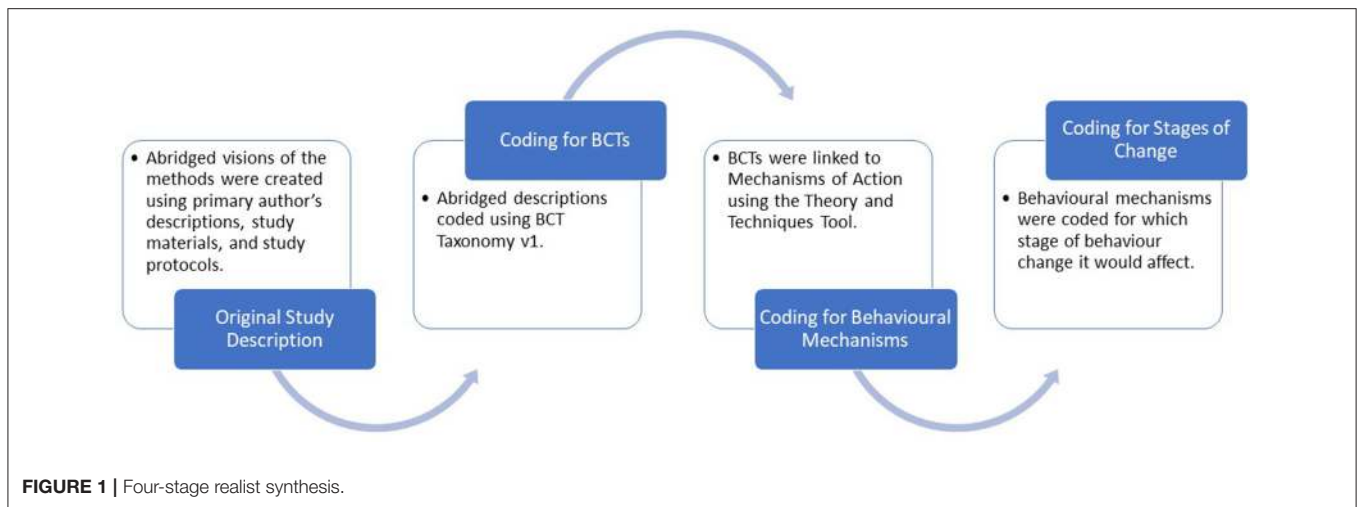 • Abridged visions of the
methods were created
using primary author's
descriptions, study
materials, and study
protocols.
Original Study
Description
Coding for BCTs
• Abridged descriptions
coded using BCT
Taxonomy v1.
• BCTs were linked to
Mechanisms of Action
using the Theory and
Techniques Tool.
Coding for Behavioural
Mechanisms
Coding for Stages of
Change
• Behavioural mechanisms
were coded for which
stage of behaviour
change it would affect.
FIGURE 1 | Four-stage realist synthesis.